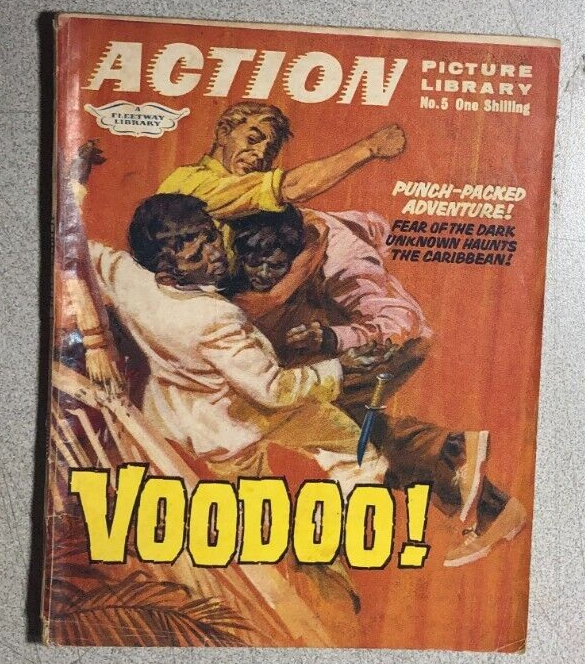 ACTION
PICTURE
LIBRARY
No.5 One Shilling
A
FLEETWAY
LIBRARY
PUNCH-PACKED
ADVENTURE!
FEAR OF THE DARK
UNKNOWN HAUNTS
THE CARIBBEAN!
VOODOO!